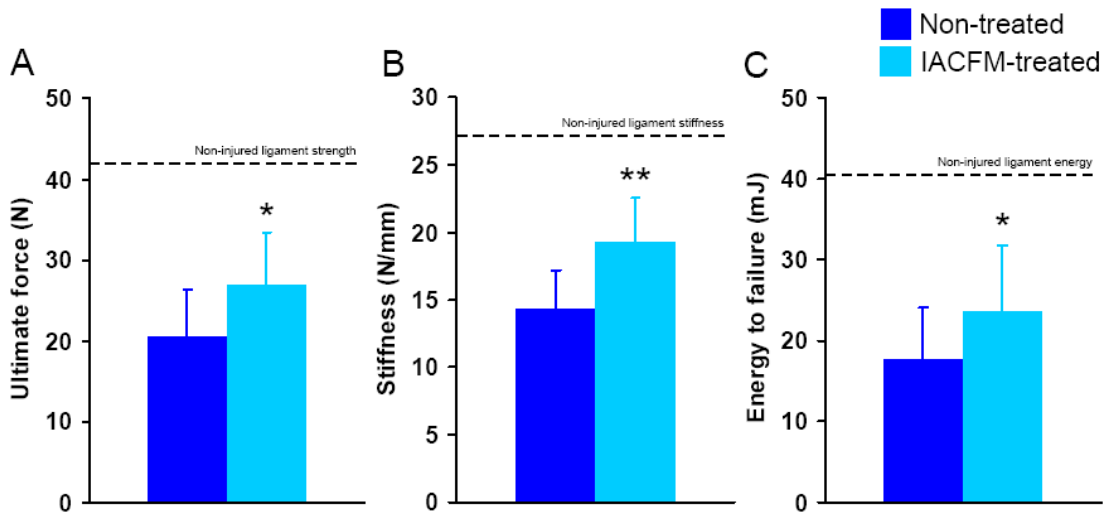 Non-treated
IACFM-treated
A
B
C
Ultimate force (N)
50
40
30
20
10
0
Non-injured ligament strength
*
Stiffness (N/mm)
30
25
20
15
10
5
0
Non-injured ligament stiffness
**
Energy to failure (mJ)
50
40
30
20
10
0
Non-injured ligament energy
*